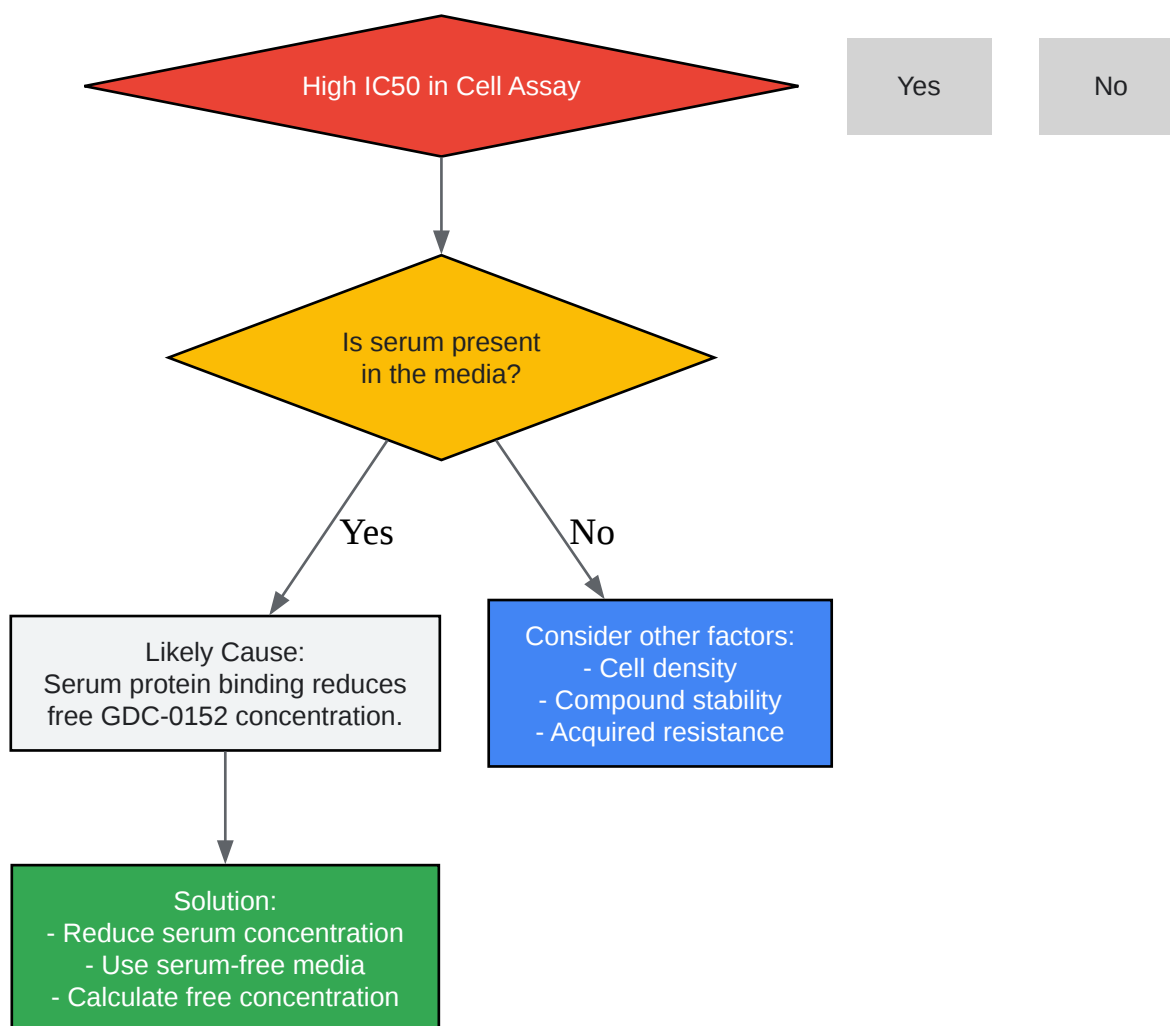 High IC50 in Cell Assay
Yes
No
Is serum present
in the media?
Yes
No
Likely Cause:
Serum protein binding reduces
free GDC-0152 concentration.
Consider other factors:
- Cell density
- Compound stability
- Acquired resistance
Solution:
- Reduce serum concentration
- Use serum-free media
- Calculate free concentration